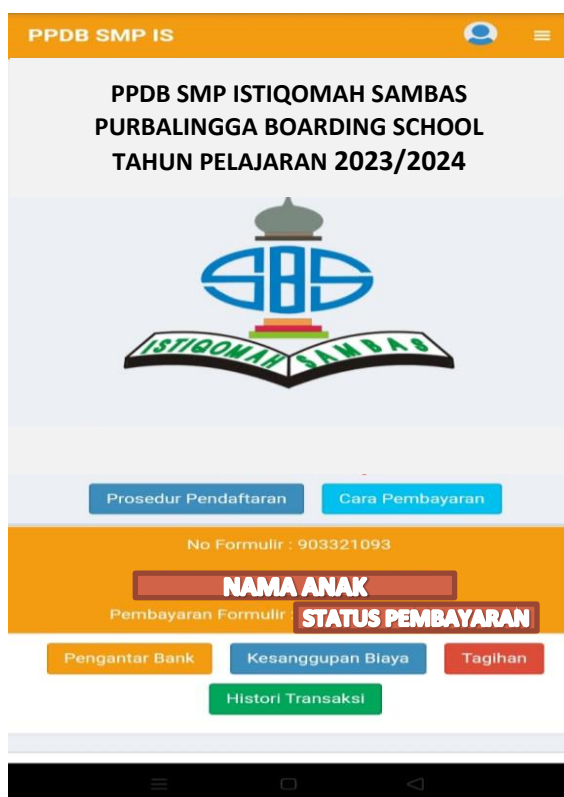 PPDB SMP IS
PPDB SMP ISTIQOMAH SAMBAS
PURBALINGGA BOARDING SCHOOL
TAHUN PELAJARAN 2023/2024
SBS
ISTIQOMAH SAMBAS
Prosedur Pendaftaran Cara Pembayaran
No Formulir : 903321093
NAMA ANAK
Pembayaran Formulir : STATUS PEMBAYARAN
Pengantar Bank Kesanggupan Biaya Tagihan
Histori Transaksi